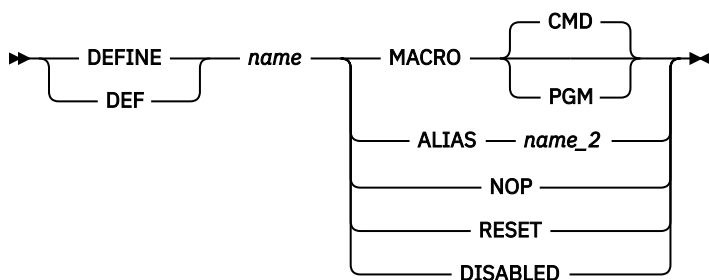 CMD
DEFINE name MACRO
DEF PGM
ALIAS name_2
NOP
RESET
DISABLED